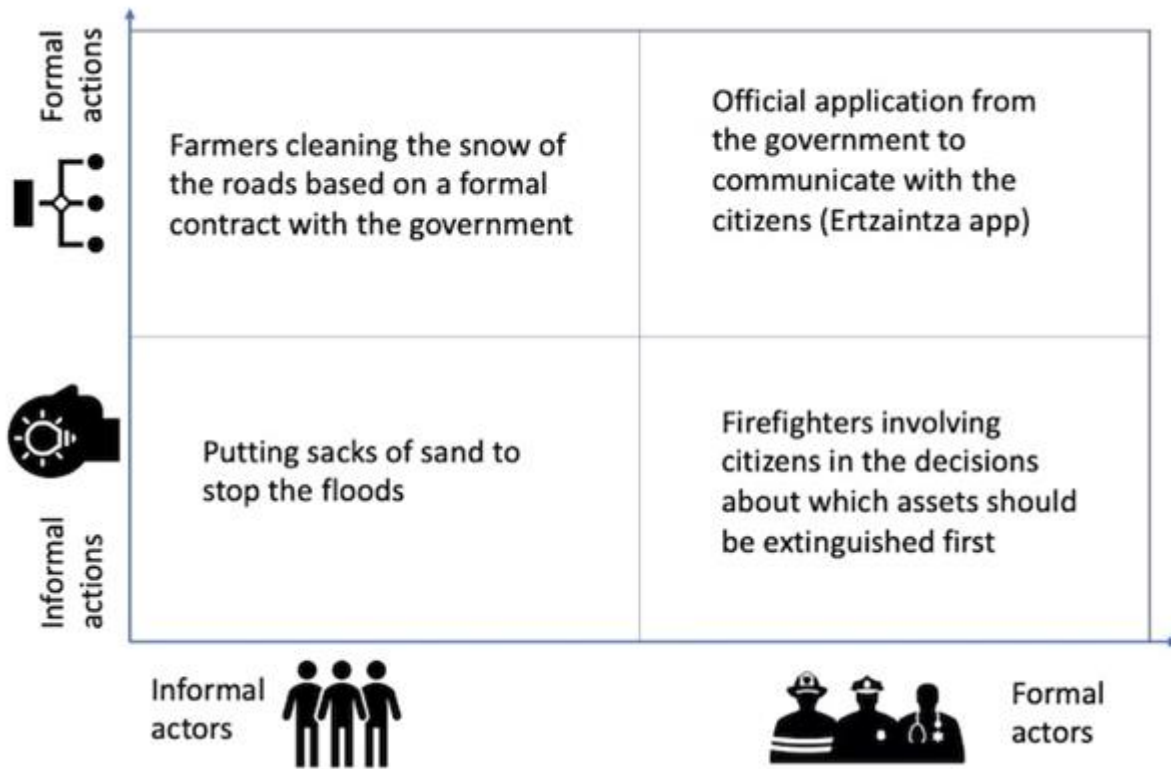 Formal
actions
Farmers cleaning the snow of
the roads based on a formal
contract with the government
Official application from
the government to
communicate with the
citizens (Ertzaintza app)
Informal
actions
Putting sacks of sand to
stop the floods
Firefighters involving
citizens in the decisions
about which assets should
be extinguished first
Informal
actors
Formal
actors